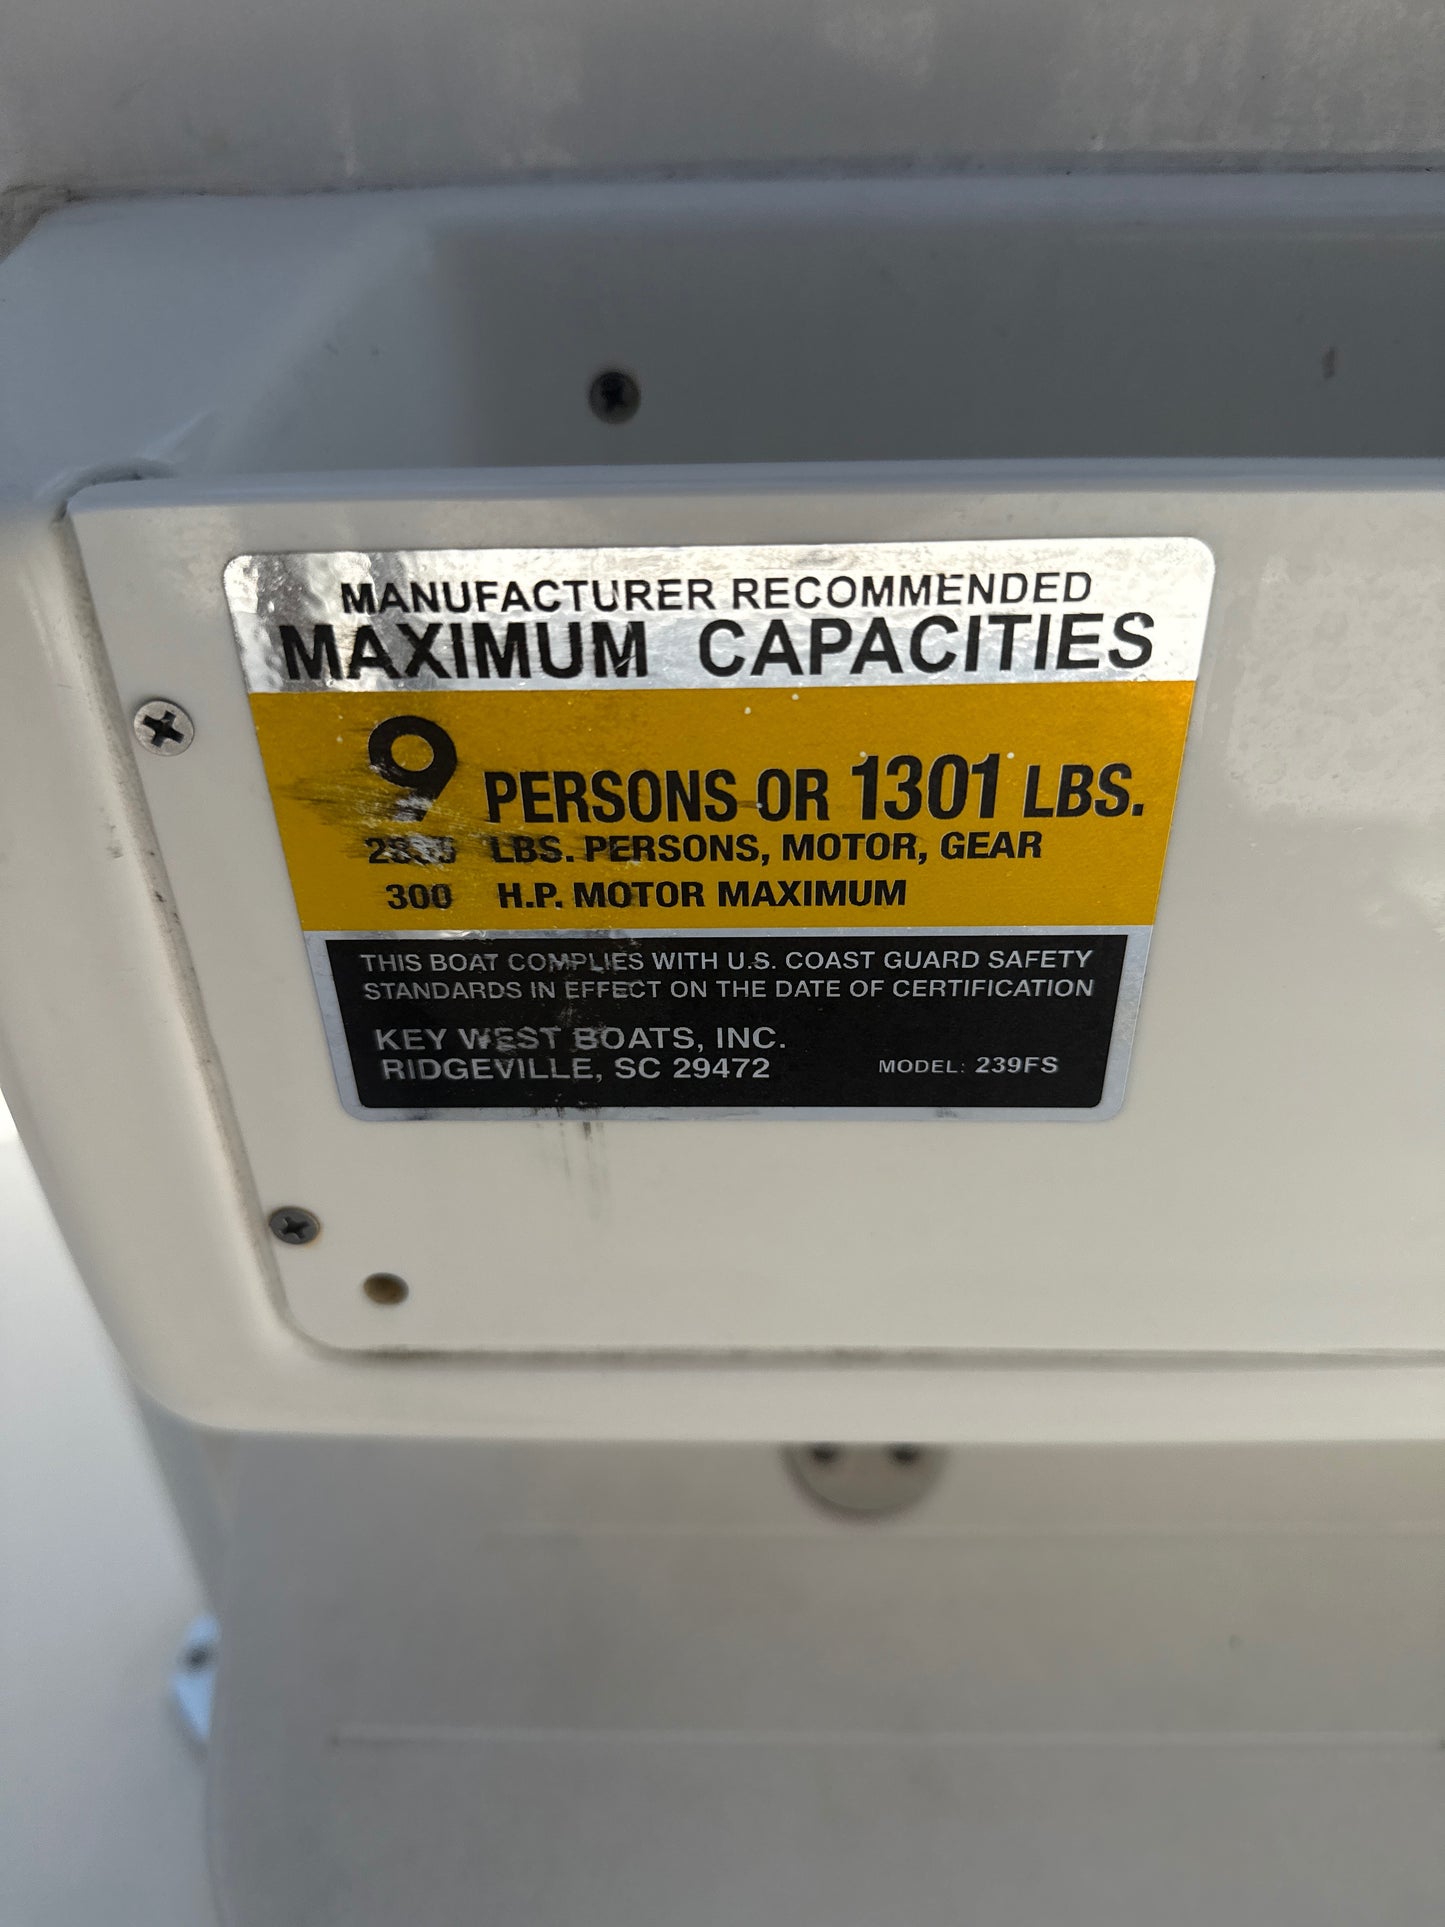 MANUFACTURER RECOMMENDED
MAXIMUM CAPACITIES
9 PERSONS OR 1301 LBS.
LBS. PERSONS, MOTOR, GEAR
300 H.P. MOTOR MAXIMUM
THIS BOAT COMPLIES WITH U.S. COAST GUARD SAFETY
STANDARDS IN EFFECT ON THE DATE OF CERTIFICATION
KEY WEST BOATS, INC.
RIDGEVILLE, SC 29472 MODEL: 239FS